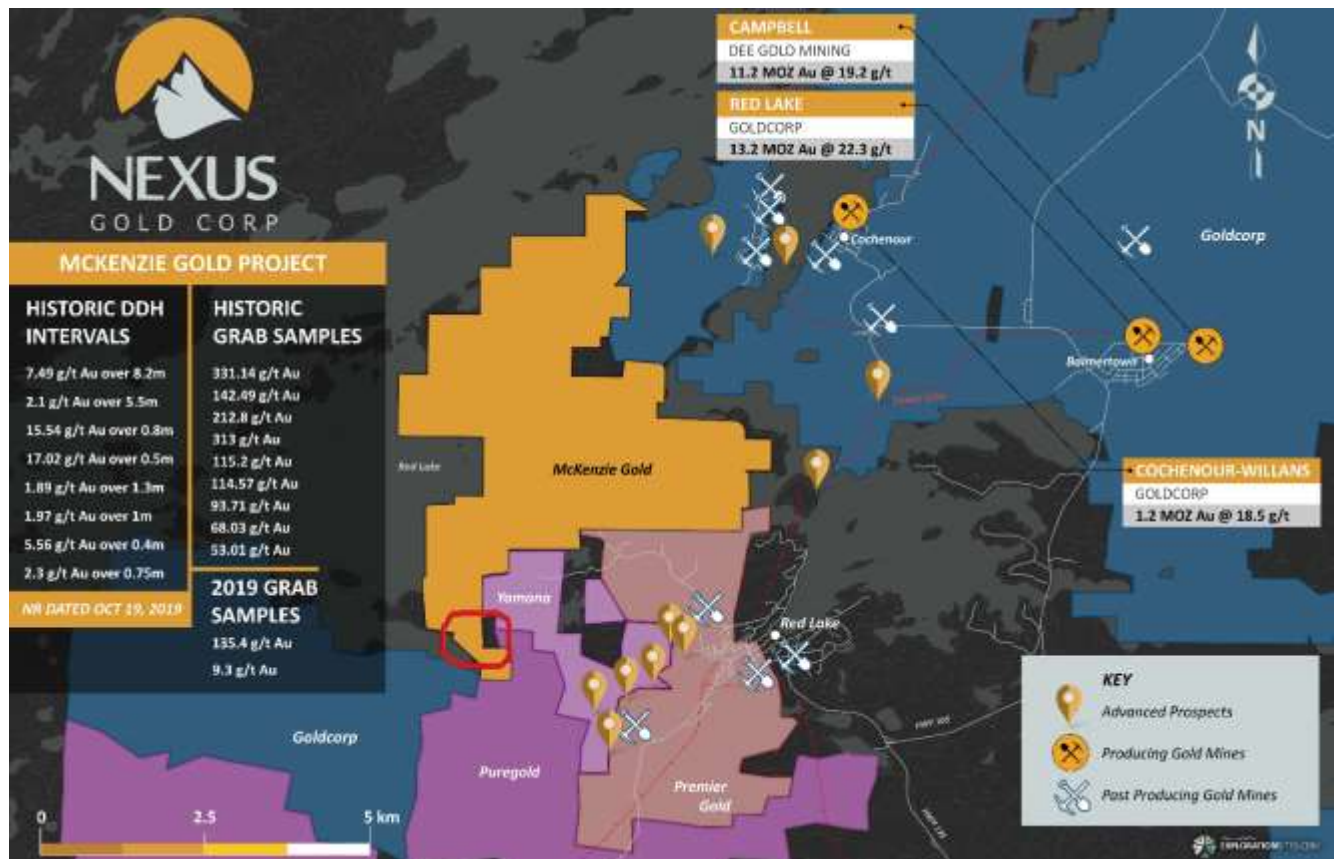 NEXUS
GOLD CORP
MCKENZIE GOLD PROJECT
HISTORIC DDH
INTERVALS
7.49 g/t Au over 8.2m
2.1 g/t Au over 5.5m
15.54 g/t Au over 0.8m
17.02 g/t Au over 0.5m
1.89 g/t Au over 1.3m
1.97 g/t Au over 1m
5.56 g/t Au over 0.4m
2.3 g/t Au over 0.75m
NR DATED OCT 19, 2019
HISTORIC
GRAB SAMPLES
331.14 g/t Au
142.49 g/t Au
212.8 g/t Au
313 g/t Au
115.2 g/t Au
114.57 g/t Au
93.71 g/t Au
68.03 g/t Au
53.01 g/t Au
2019 GRAB
SAMPLES
135.4 g/t Au
9.3 g/t Au
CAMPBELL
DEE GOLD MINING
11.2 MOZ Au @ 19.2 g/t
RED LAKE
GOLDCORP
13.2 MOZ Au @ 22.3 g/t
N
Cochenour
Goldcorp
Balmertown
Red Lake
McKenzie Gold
COCHENOUR-WILLANS
GOLDCORP
1.2 MOZ Au @ 18.5 g/t
Yamana
Red Lake
Goldcorp
Puregold
Premier
Gold
KEY
Advanced Prospects
Producing Gold Mines
Past Producing Gold Mines
0 2.5 5 km